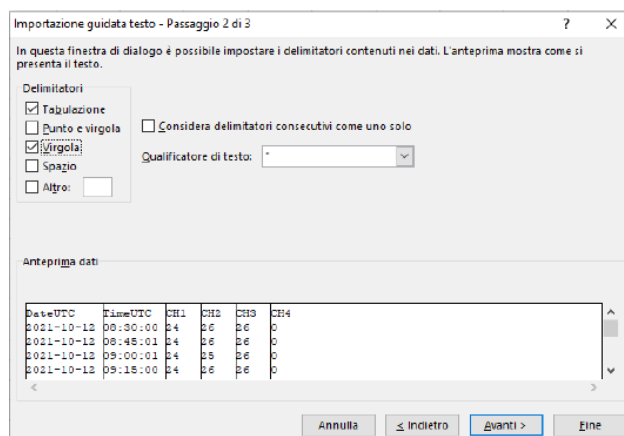 Importazione guidata testo - Passaggio 2 di 3 ? ×
In questa finestra di dialogo è possibile impostare i delimitatori contenuti nei dati. L'anteprima mostra come si
presenta il testo.
Delimitatori
Tabulazione
Punto e virgola
Virgola
Spazio
Altro:
Considera delimitatori consecutivi come uno solo
Qualificatore di testo: "
Anteprima dati
DateUTC TimeUTC CH1 CH2 CH3 CH4
2021-10-12 08:30:00 24 26 26 0
2021-10-12 08:45:01 24 26 26 0
2021-10-12 09:00:01 24 25 26 0
2021-10-12 09:15:00 24 26 26 0
Annulla < Indietro Avanti > Fine